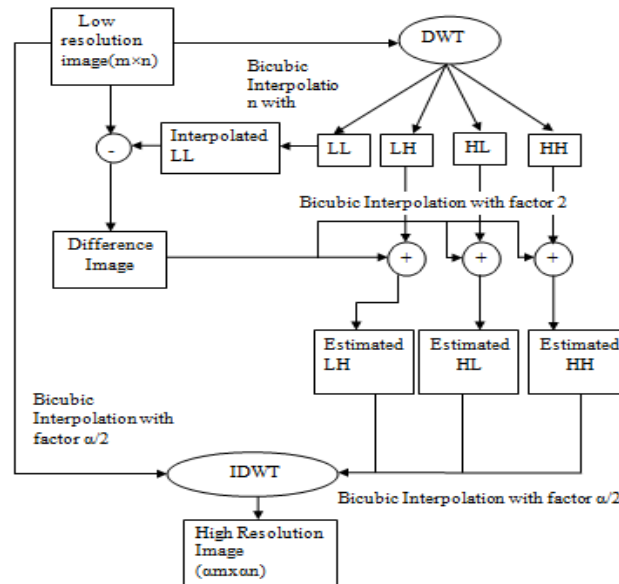 Low
resolution
image(m×n)
DWT
Bicubic
Interpolatio
n with
Interpolated
LL
LL
LH
HL
HH
-
Bicubic Interpolation with factor 2
Difference
Image
+
+
+
Estimated
LH
Estimated
HL
Estimated
HH
Bicubic
Interpolation with
factor α/2
IDWT
Bicubic Interpolation with factor α/2
High Resolution
Image
(αmxαn)